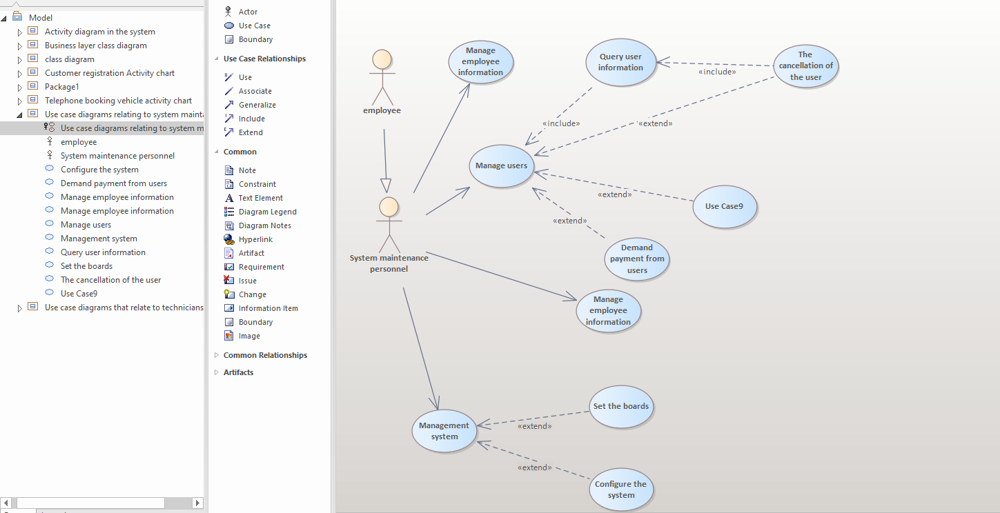 Model
Activity diagram in the system
Business layer class diagram
class diagram
Customer registration Activity chart
Package1
Telephone booking vehicle activity chart
Use case diagrams relating to system mainta
Use case diagrams relating to system m
employee
System maintenance personnel
Configure the system
Demand payment from users
Manage employee information
Manage employee information
Manage users
Management system
Query user information
Set the boards
The cancellation of the user
Use Case9
Use case diagrams that relate to technicians
Actor
Use Case
Boundary
Use Case Relationships
Use
Associate
Generalize
Include
Extend
Common
Note
Constraint
Text Element
Diagram Legend
Diagram Notes
Hyperlink
Artifact
Requirement
Issue
Change
Information Item
Boundary
Image
Common Relationships
Artifacts
employee
Manage
employee
information
Query user
information
«include»
The
cancellation of
the user
«include»
«extend»
Manage users
«extend»
Use Case9
«extend»
Demand
payment from
users
System maintenance
personnel
Manage
employee
information
Management
system
Set the boards
«extend»
«extend»
Configure the
system